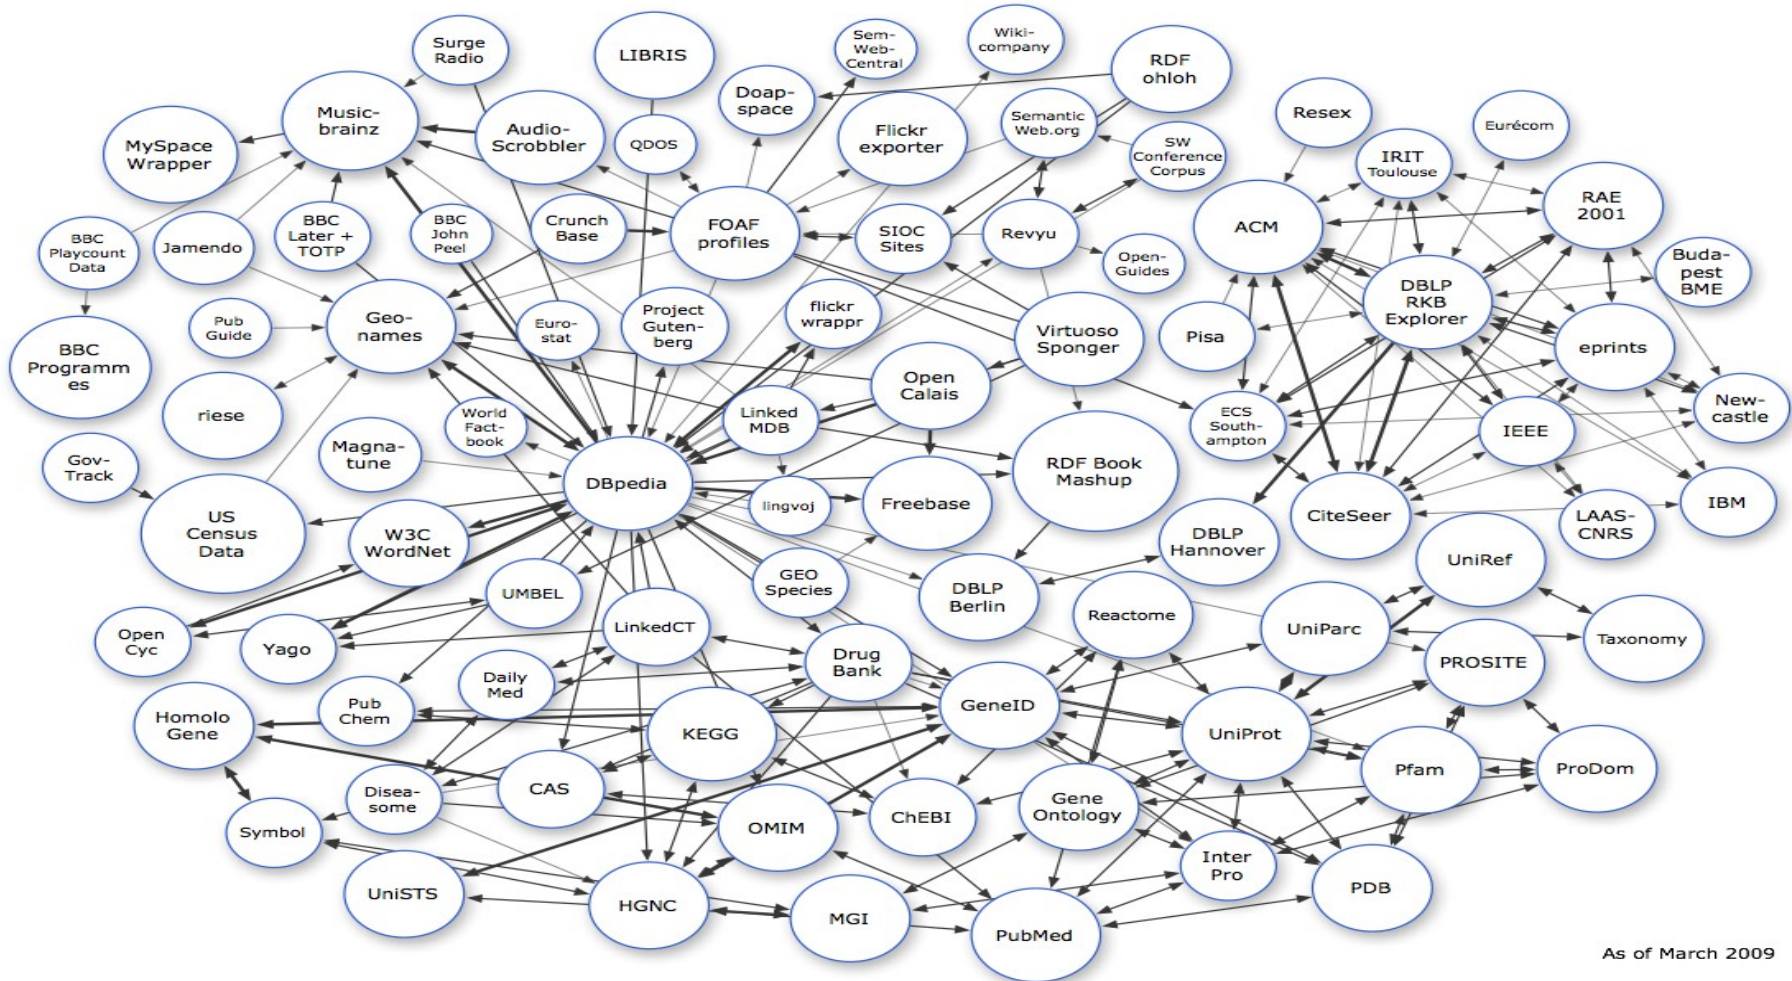 Surge
Radio
LIBRIS
Sem-
Web-
Central
Wiki-
company
RDF
ohloh
Doap-
space
Music-
brainz
MySpace
Wrapper
Audio-
Scrobbler
QDOS
Flickr
exporter
Semantic
Web.org
SW
Conference
Corpus
Resex
Eurécom
IRIT
Toulouse
RAE
2001
BBC
Playcount
Data
Jamendo
BBC
Later +
TOTP
BBC
John
Peel
Crunch
Base
FOAF
profiles
SIOC
Sites
Revyu
Open-
Guides
ACM
DBLP
RKB
Explorer
Buda-
pest
BME
Pub
Guide
Geo-
names
Euro-
stat
Project
Guten-
berg
flickr
wrappr
Virtuoso
Sponger
Pisa
eprints
BBC
Programm
es
riese
World
Fact-
book
Linked
MDB
Open
Calais
ECS
South-
ampton
IEEE
New-
castle
Gov-
Track
Magna-
tune
DBpedia
RDF Book
Mashup
US
Census
Data
W3C
WordNet
lingvoj
Freebase
CiteSeer
LAAS-
CNRS
IBM
DBLP
Hannover
UniRef
UMBEL
GEO
Species
DBLP
Berlin
Reactome
UniParc
Taxonomy
Open
Cyc
Yago
LinkedCT
Drug
Bank
PROSITE
Daily
Med
Pub
Chem
Homolo
Gene
KEGG
GeneID
UniProt
Pfam
ProDom
Disea-
some
CAS
Symbol
OMIM
ChEBI
Gene
Ontology
Inter
Pro
UniSTS
HGNC
MGI
PubMed
PDB
As of March 2009